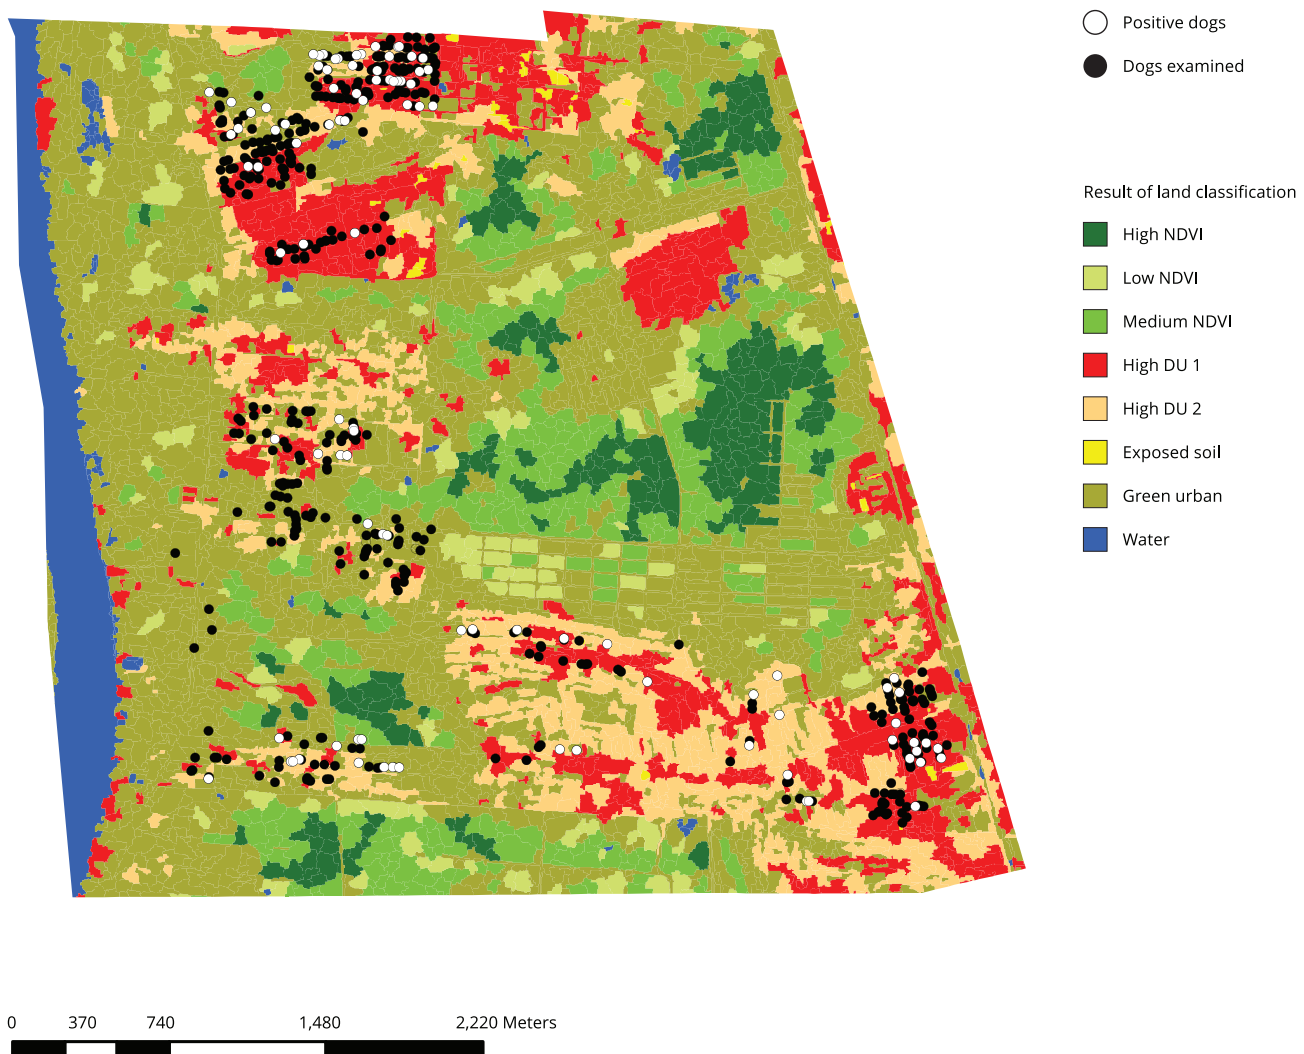 Positive dogs
Dogs examined
Result of land classification
High NDVI
Low NDVI
Medium NDVI
High DU 1
High DU 2
Exposed soil
Green urban
Water
0 370 740 1,480 2,220 Meters